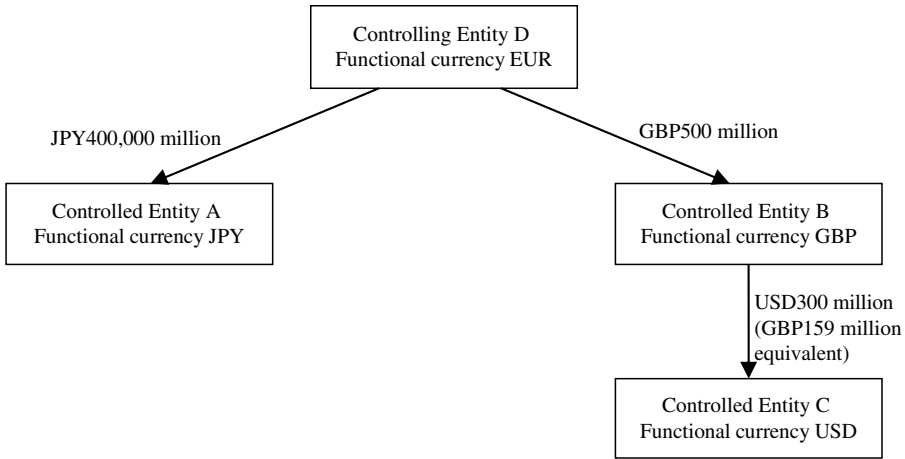 Controlling Entity D
Functional currency EUR
JPY400,000 million
GBP500 million
Controlled Entity A
Functional currency JPY
Controlled Entity B
Functional currency GBP
USD300 million
(GBP159 million
equivalent)
Controlled Entity C
Functional currency USD